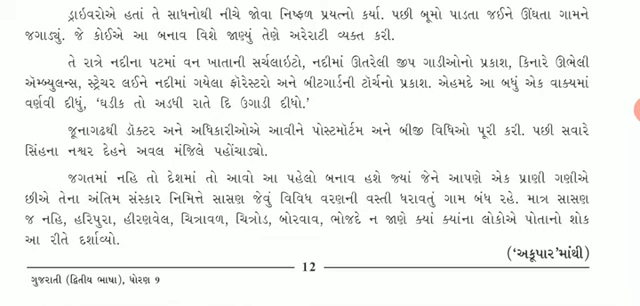 ડ્રાઇવરોએ હતાં તે સાધનોથી નીચે જોવા નિષ્ફળ પ્રયત્નો કર્યા. પછી બૂમો પાડતા જઈને ઊંઘતા ગામને
જગાડ્યું. જે કોઈએ આ બનાવ વિશે જાણ્યું તેણે અરેરાટી વ્યક્ત કરી.
તે રાત્રે નદીના પટમાં વન ખાતાની સર્ચલાઇટો, નદીમાં ઊતરેલી જીપ ગાડીઓનો પ્રકાશ, કિનારે ઊભેલી
ઍમ્બ્યુલન્સ, સ્ટ્રેચર લઈને નદીમાં ગયેલા ફૉરેસ્ટરો અને બીટગાર્ડની ટૉર્ચનો પ્રકાશ. એહમદે આ બધું એક વાક્યમાં
વર્ણવી દીધું, ‘ઘડીક તો અડધી રાતે દિ ઉગાડી દીધો.’
જૂનાગઢથી ડૉક્ટર અને અધિકારીઓએ આવીને પોસ્ટમૉર્ટમ અને બીજી વિધિઓ પૂરી કરી. પછી સવારે
સિંહના નશ્વર દેહને અવલ મંજિલે પહોંચાડ્યો.
જગતમાં નહિ તો દેશમાં તો આવો આ પહેલો બનાવ હશે જ્યાં જેને આપણે એક પ્રાણી ગણીએ
છીએ તેના અંતિમ સંસ્કાર નિમિત્તે સાસણ જેવું વિવિધ વરણની વસ્તી ધરાવતું ગામ બંધ રહે. માત્ર સાસણ
જ નહિ, હરિપુરા, હીરણવેલ, ચિત્રાવળ, ચિત્રોડ, બોરવાવ, ભોજદે ન જાણે ક્યાં ક્યાંના લોકોએ પોતાનો શોક
આ રીતે દર્શાવ્યો.
(‘અકૂપાર’માંથી)
12
ગુજરાતી (દ્વિતીય ભાષા), ધોરણ 9